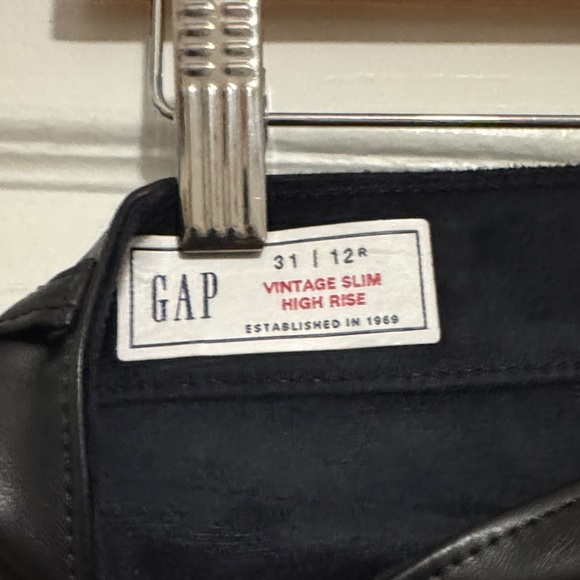 GAP
31 | 12R
VINTAGE SLIM
HIGH RISE
ESTABLISHED IN 1969